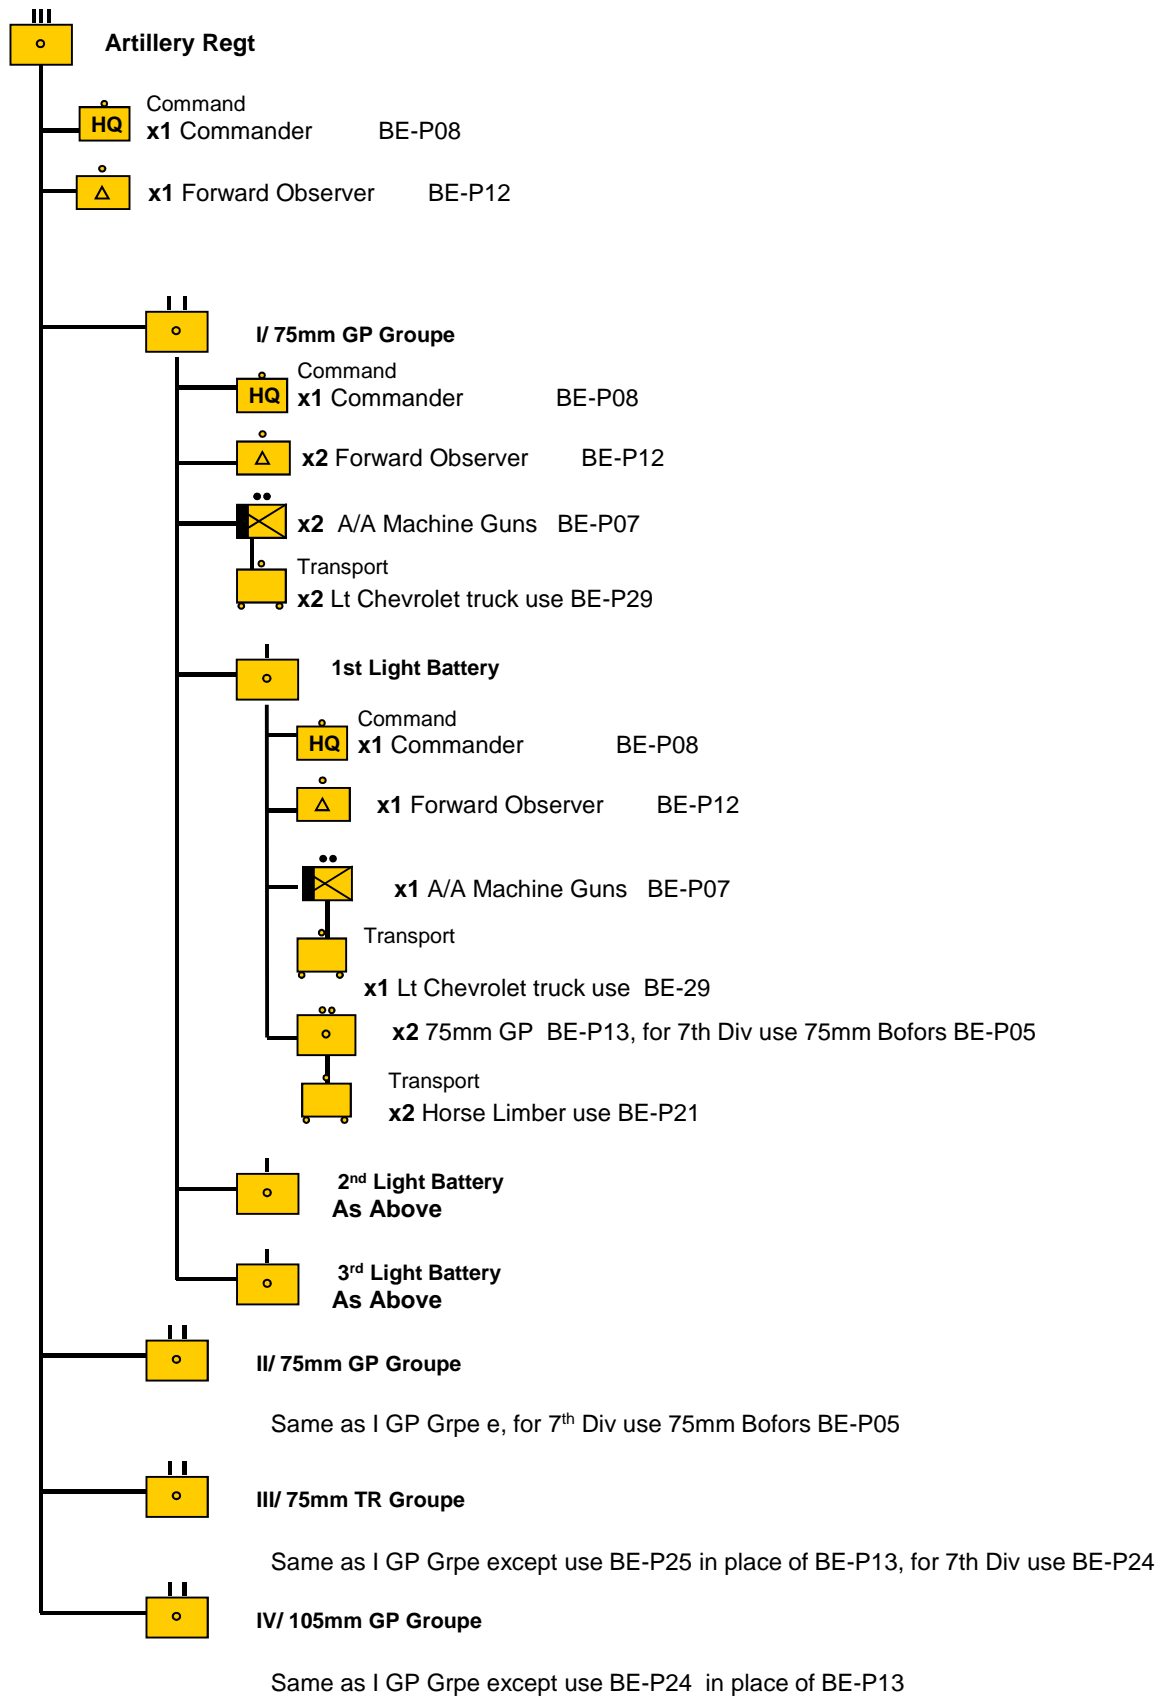 Artillery Regt
Command
HQ x1 Commander BE-P08
x1 Forward Observer BE-P12
I/ 75mm GP Groupe
Command
HQ x1 Commander BE-P08
x2 Forward Observer BE-P12
x2 A/A Machine Guns BE-P07
Transport
x2 Lt Chevrolet truck use BE-P29
1st Light Battery
Command
HQ x1 Commander BE-P08
x1 Forward Observer BE-P12
x1 A/A Machine Guns BE-P07
Transport
x1 Lt Chevrolet truck use BE-29
x2 75mm GP BE-P13, for 7th Div use 75mm Bofors BE-P05
Transport
x2 Horse Limber use BE-P21
2nd Light Battery
As Above
3rd Light Battery
As Above
II/ 75mm GP Groupe
Same as I GP Grpe e, for 7th Div use 75mm Bofors BE-P05
III/ 75mm TR Groupe
Same as I GP Grpe except use BE-P25 in place of BE-P13, for 7th Div use BE-P24
IV/ 105mm GP Groupe
Same as I GP Grpe except use BE-P24 in place of BE-P13